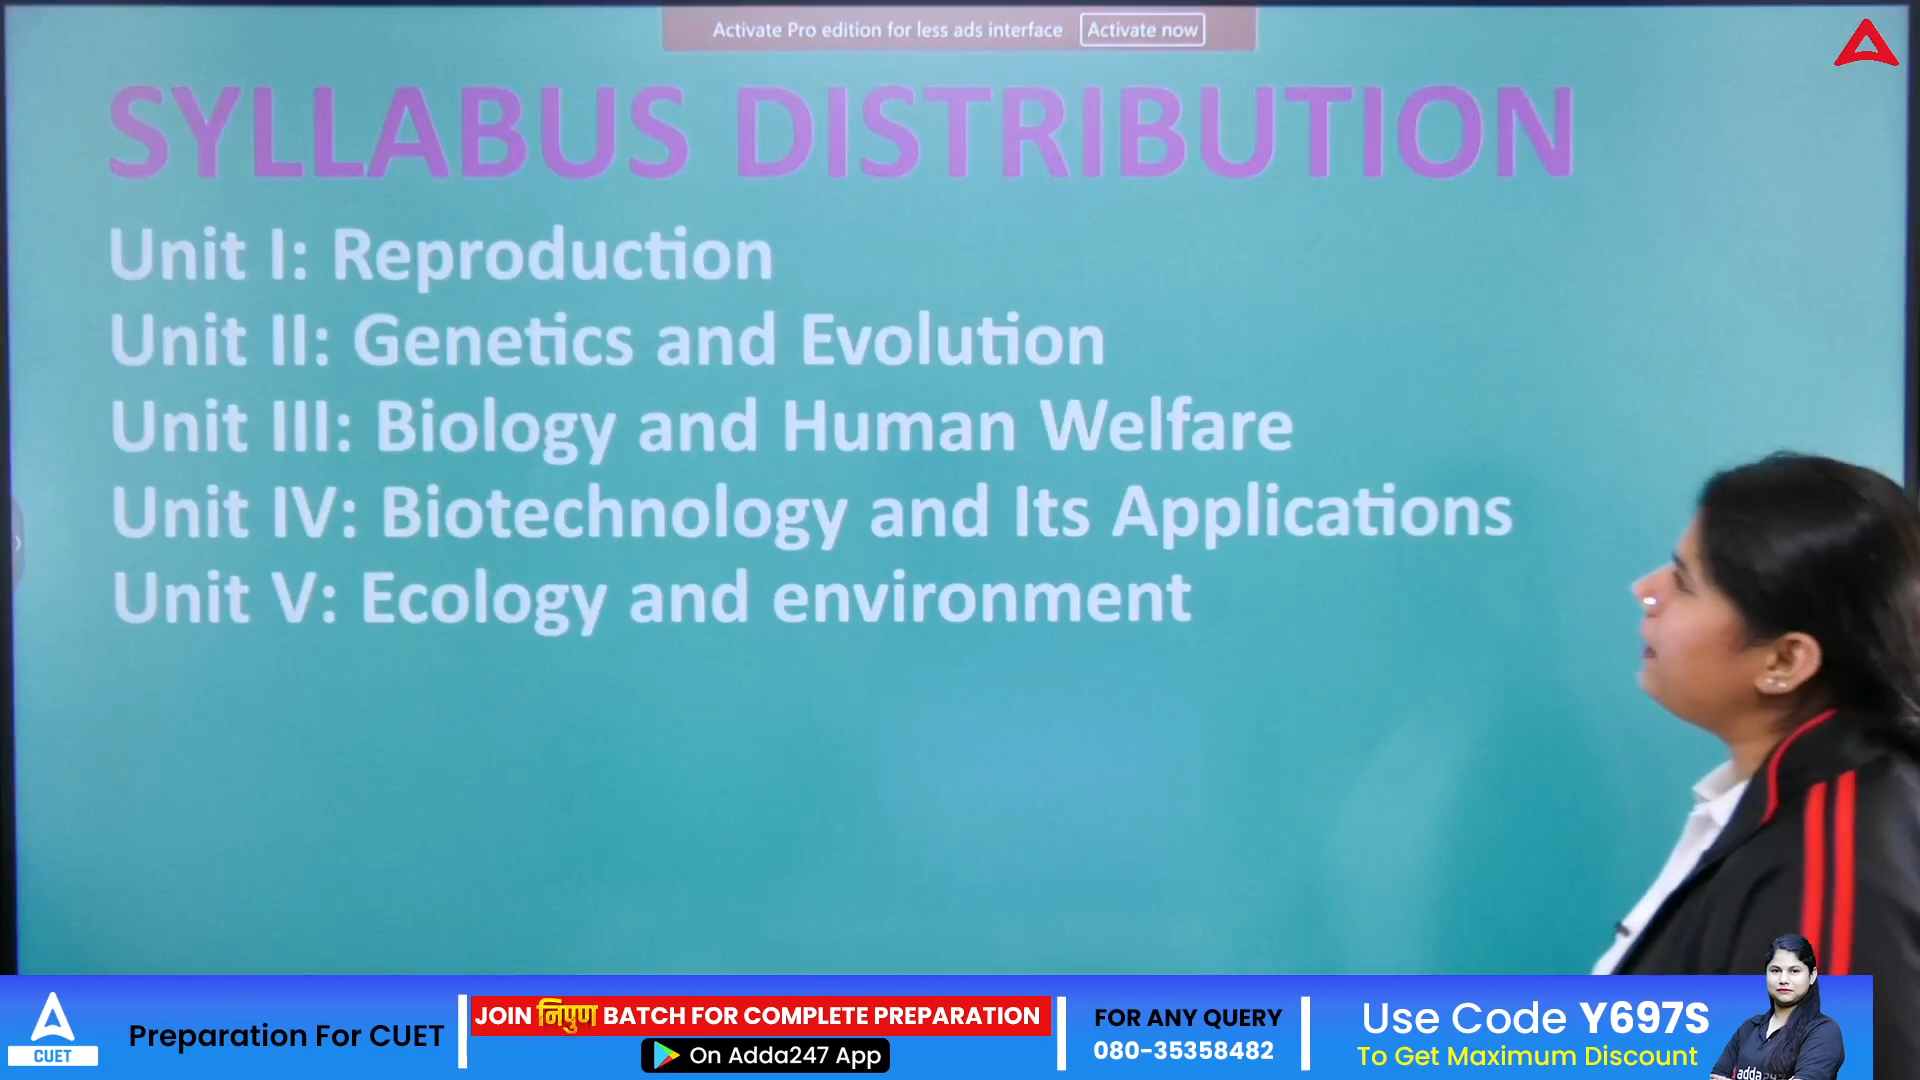 Activate Pro edition for less ads interface Activate now
SYLLABUS DISTRIBUTION
Unit I: Reproduction
Unit II: Genetics and Evolution
Unit III: Biology and Human Welfare
Unit IV: Biotechnology and Its Applications
Unit V: Ecology and environment
CUET
Preparation For CUET
JOIN निपुण BATCH FOR COMPLETE PREPARATION
On Adda247 App
FOR ANY QUERY
080-35358482
Use Code Y697S
To Get Maximum Discount
adda247